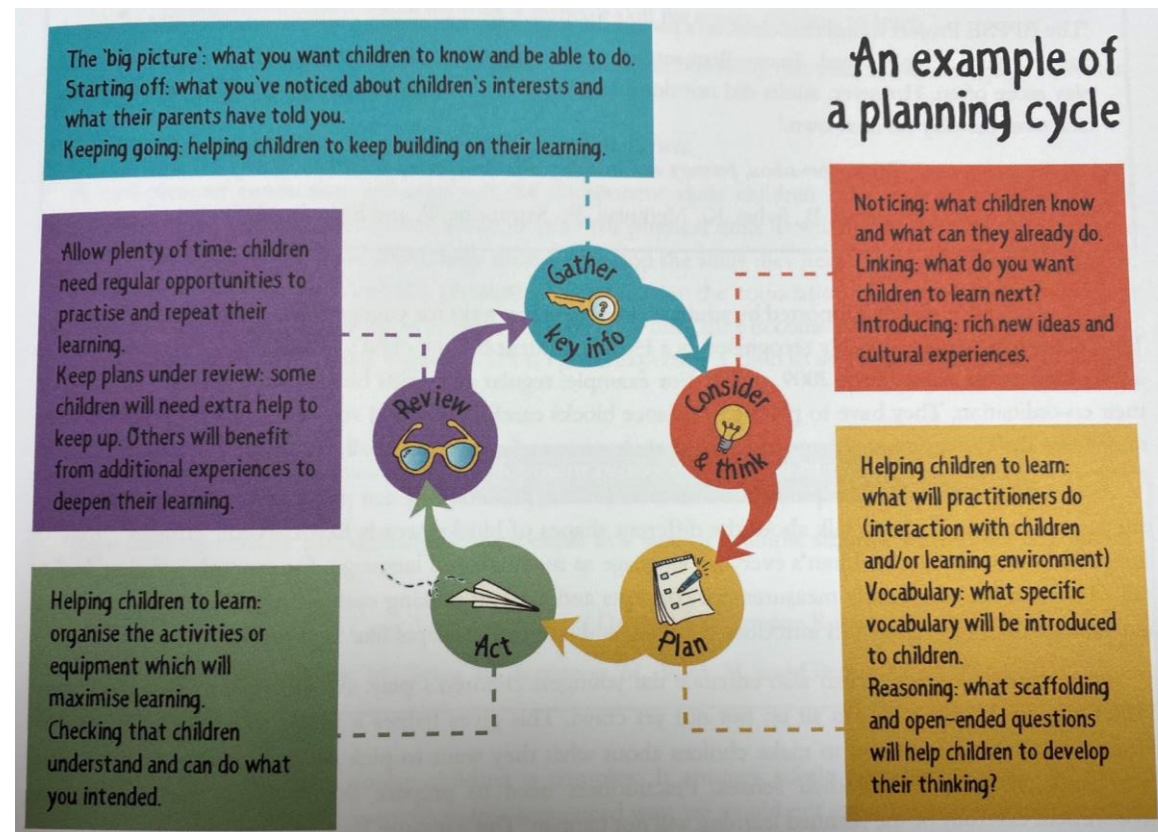 An example of
a planning cycle
The 'big picture': what you want children to know and be able to do.
Starting off: what you've noticed about children's interests and
what their parents have told you.
Keeping going: helping children to keep building on their learning.
Gather
key info
?
Noticing: what children know
and what can they already do.
Linking: what do you want
children to learn next?
Introducing: rich new ideas and
cultural experiences.
Consider
& think
Helping children to learn:
what will practitioners do
(interaction with children
and/or learning environment)
Vocabulary: what specific
vocabulary will be introduced
to children.
Reasoning: what scaffolding
and open-ended questions
will help children to develop
their thinking?
Plan
Helping children to learn:
organise the activities or
equipment which will
maximise learning.
Checking that children
understand and can do what
you intended.
Act
Allow plenty of time: children
need regular opportunities to
practise and repeat their
learning.
Keep plans under review: some
children will need extra help to
keep up. Others will benefit
from additional experiences to
deepen their learning.
Review